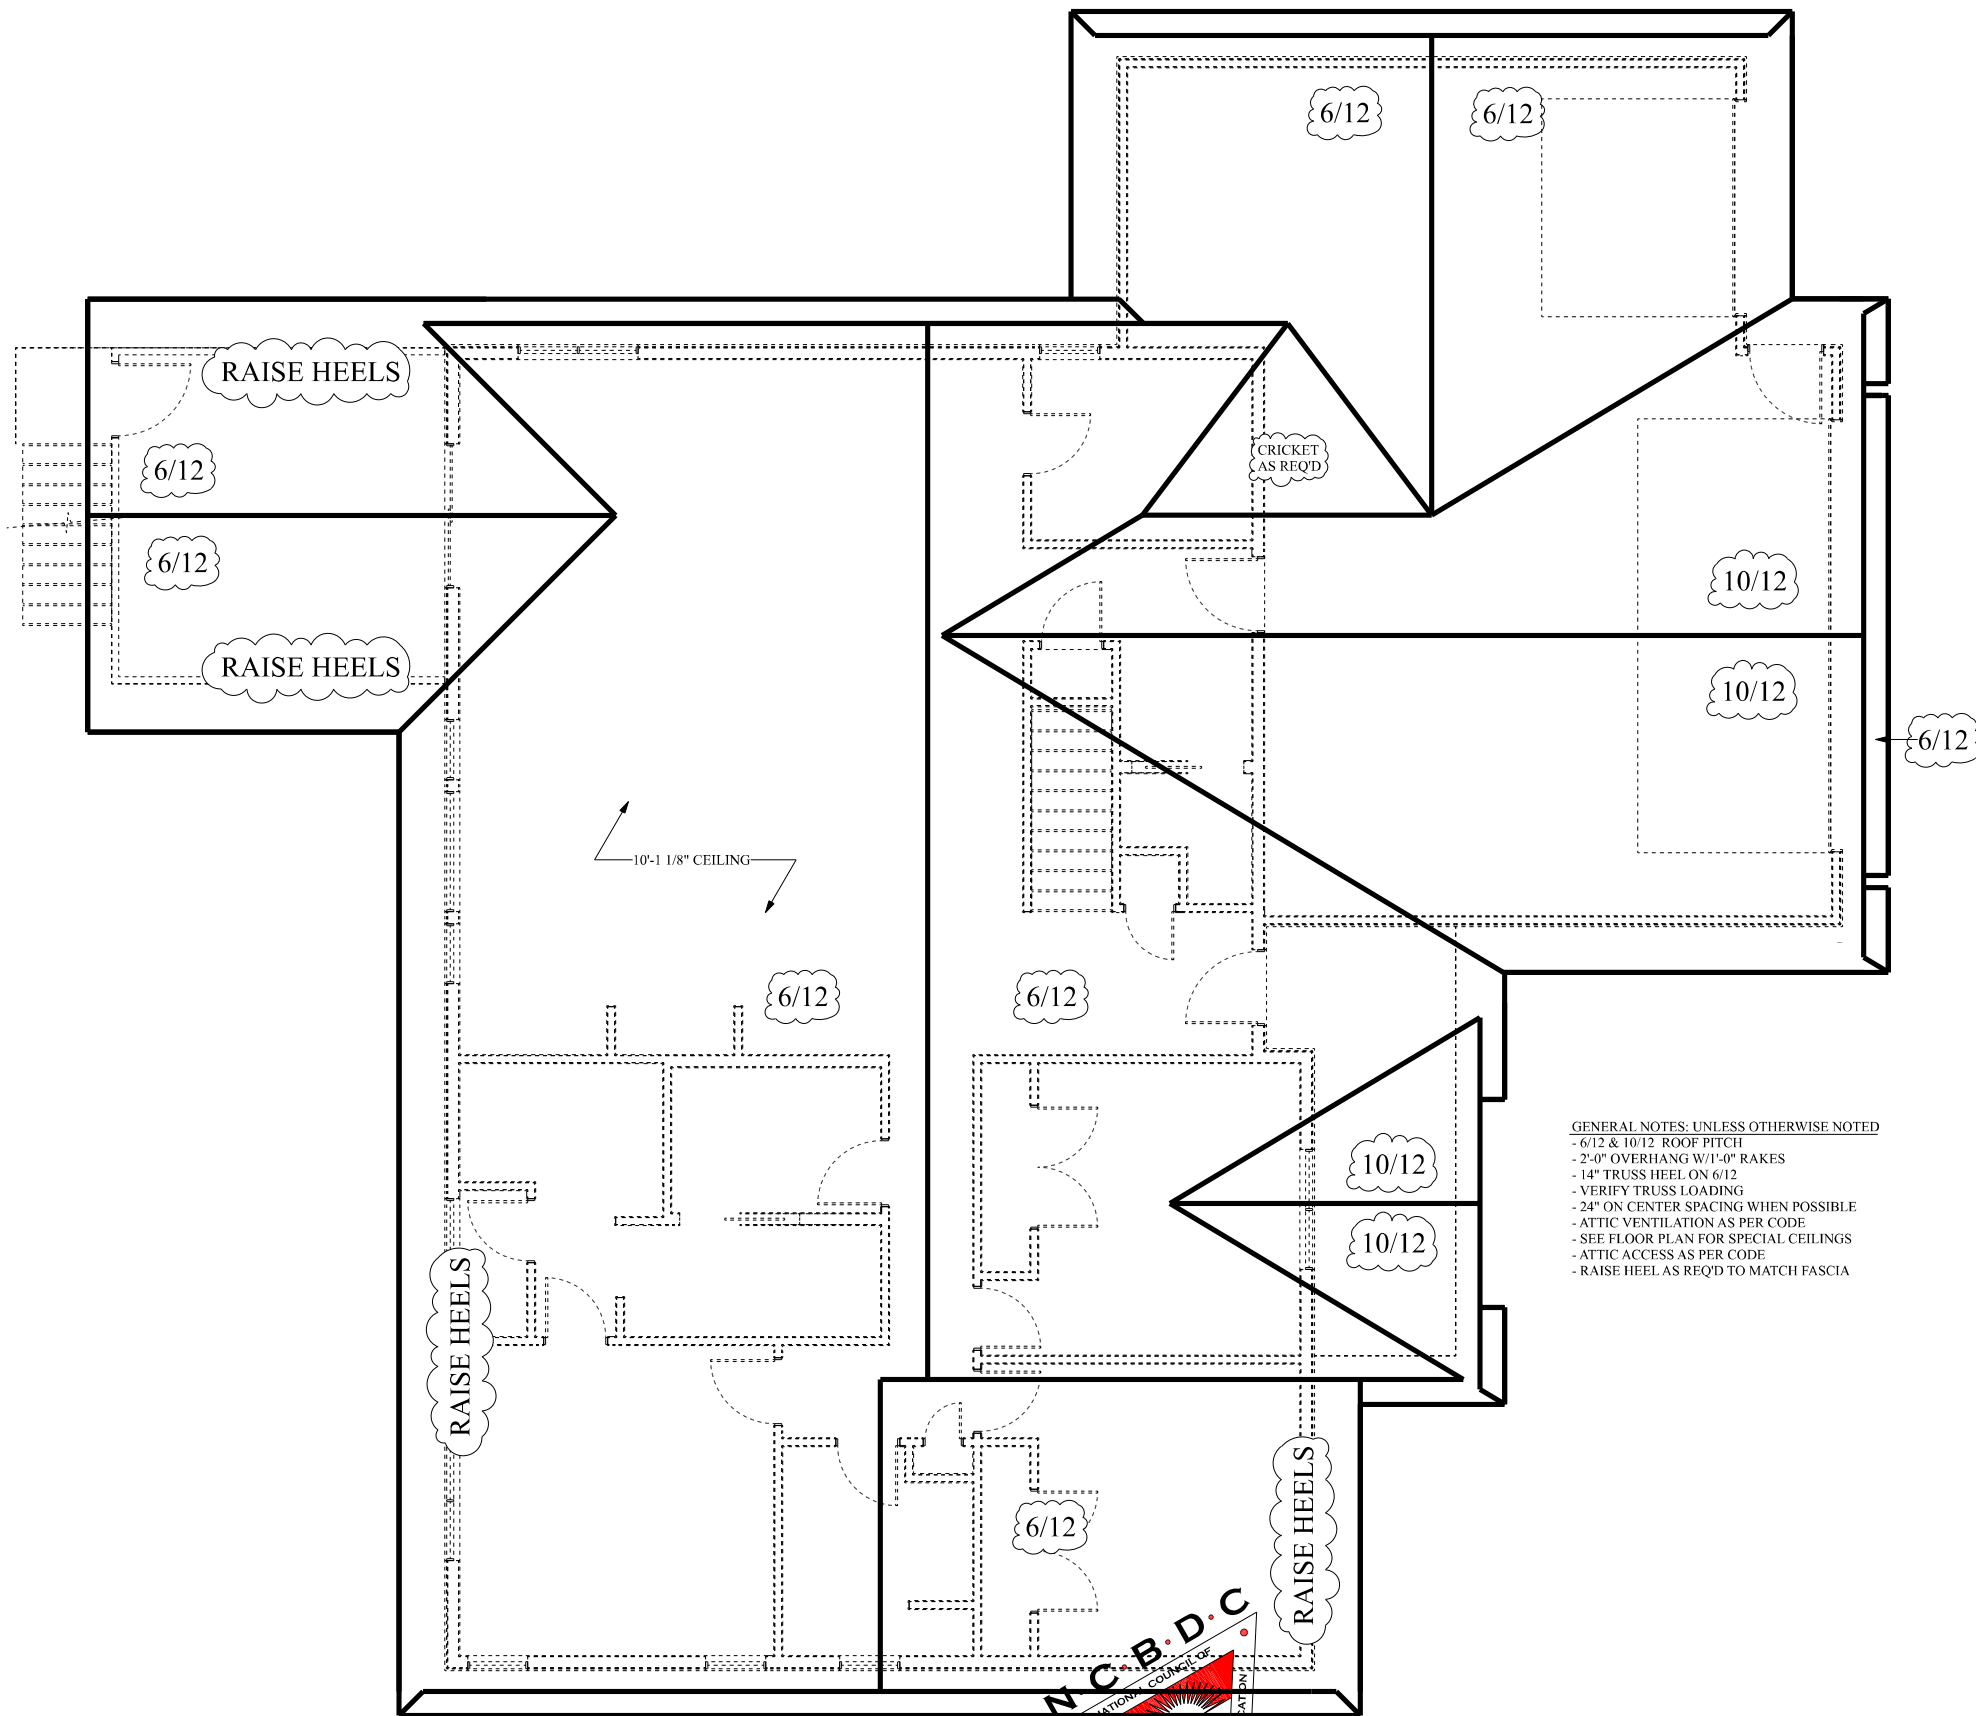 6/12
6/12
RAISE HEELS
CRICKET
AS REQ'D
6/12
6/12
10/12
RAISE HEELS
10/12
6/12
10'-1 1/8" CEILING
6/12
6/12
GENERAL NOTES: UNLESS OTHERWISE NOTED
- 6/12 & 10/12 ROOF PITCH
- 2'-0" OVERHANG W/1'-0" RAKES
- 14" TRUSS HEEL ON 6/12
- VERIFY TRUSS LOADING
- 24" ON CENTER SPACING WHEN POSSIBLE
- ATTIC VENTILATION AS PER CODE
- SEE FLOOR PLAN FOR SPECIAL CEILINGS
- ATTIC ACCESS AS PER CODE
- RAISE HEEL AS REQ'D TO MATCH FASCIA
10/12
10/12
RAISE HEELS
RAISE HEELS
6/12
N·C·B·D·C
NATIONAL COUNCIL OF